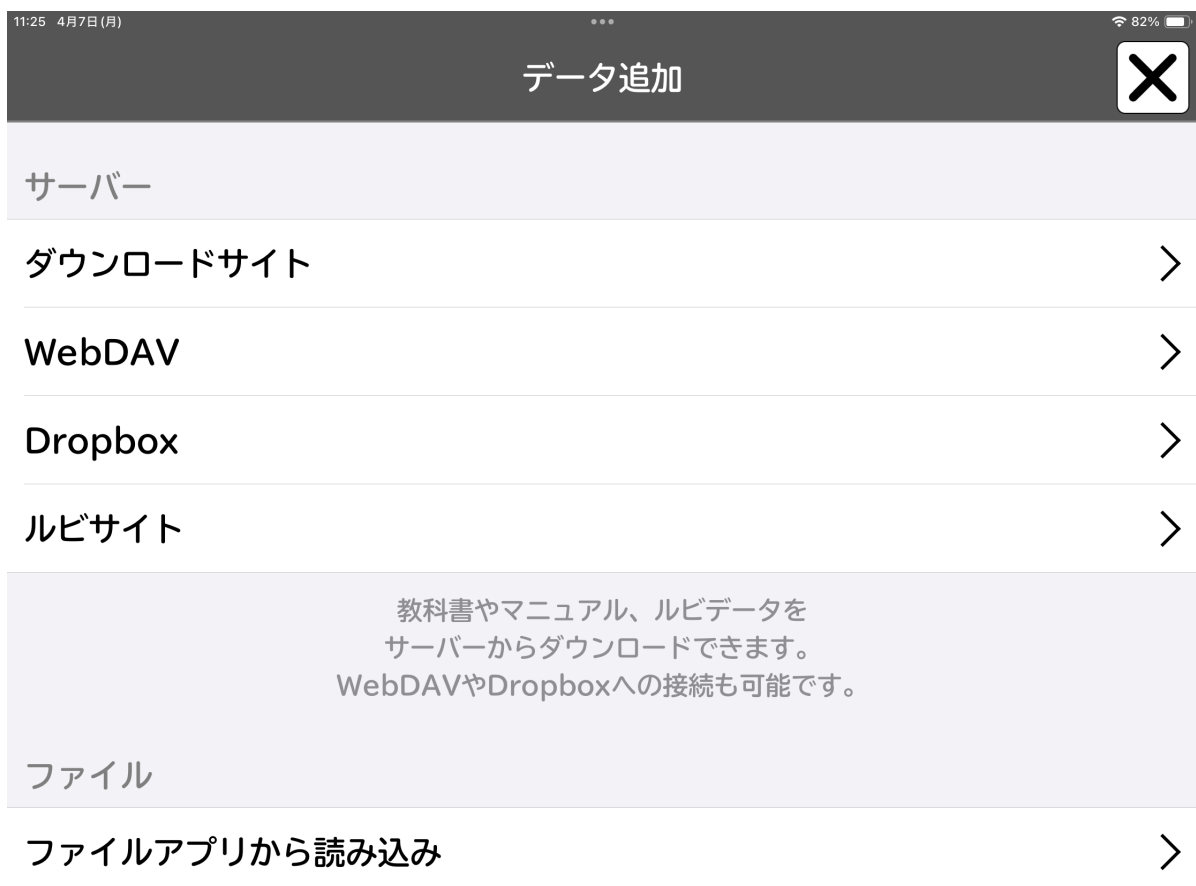 11:25 4月7日(月)
82%
データ追加
サーバー
ダウンロードサイト
WebDAV
Dropbox
ルビサイト
教科書やマニュアル、ルビデータを
サーバーからダウンロードできます。
WebDAVやDropboxへの接続も可能です。
ファイル
ファイルアプリから読み込み